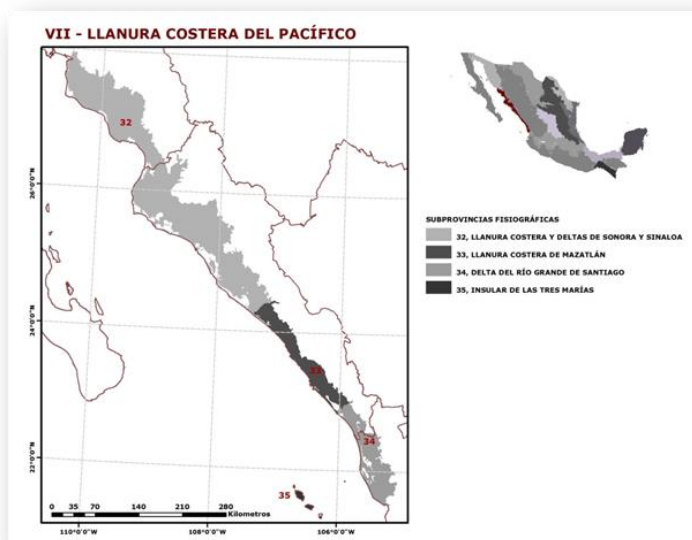 VII - LLANURA COSTERA DEL PACÍFICO
32
26°0'0"N
24°0'0"N
22°0'0"N
33
34
35
0 35 70 140 210 280
Kilometros
110°0'0"W
108°0'0"W
106°0'0"W
SUBPROVINCIAS FISIOGRÁFICAS
32, LLANURA COSTERA Y DELTAS DE SONORA Y SINALOA
33, LLANURA COSTERA DE MAZATLÁN
34, DELTA DEL RÍO GRANDE DE SANTIAGO
35, INSULAR DE LAS TRES MARÍAS